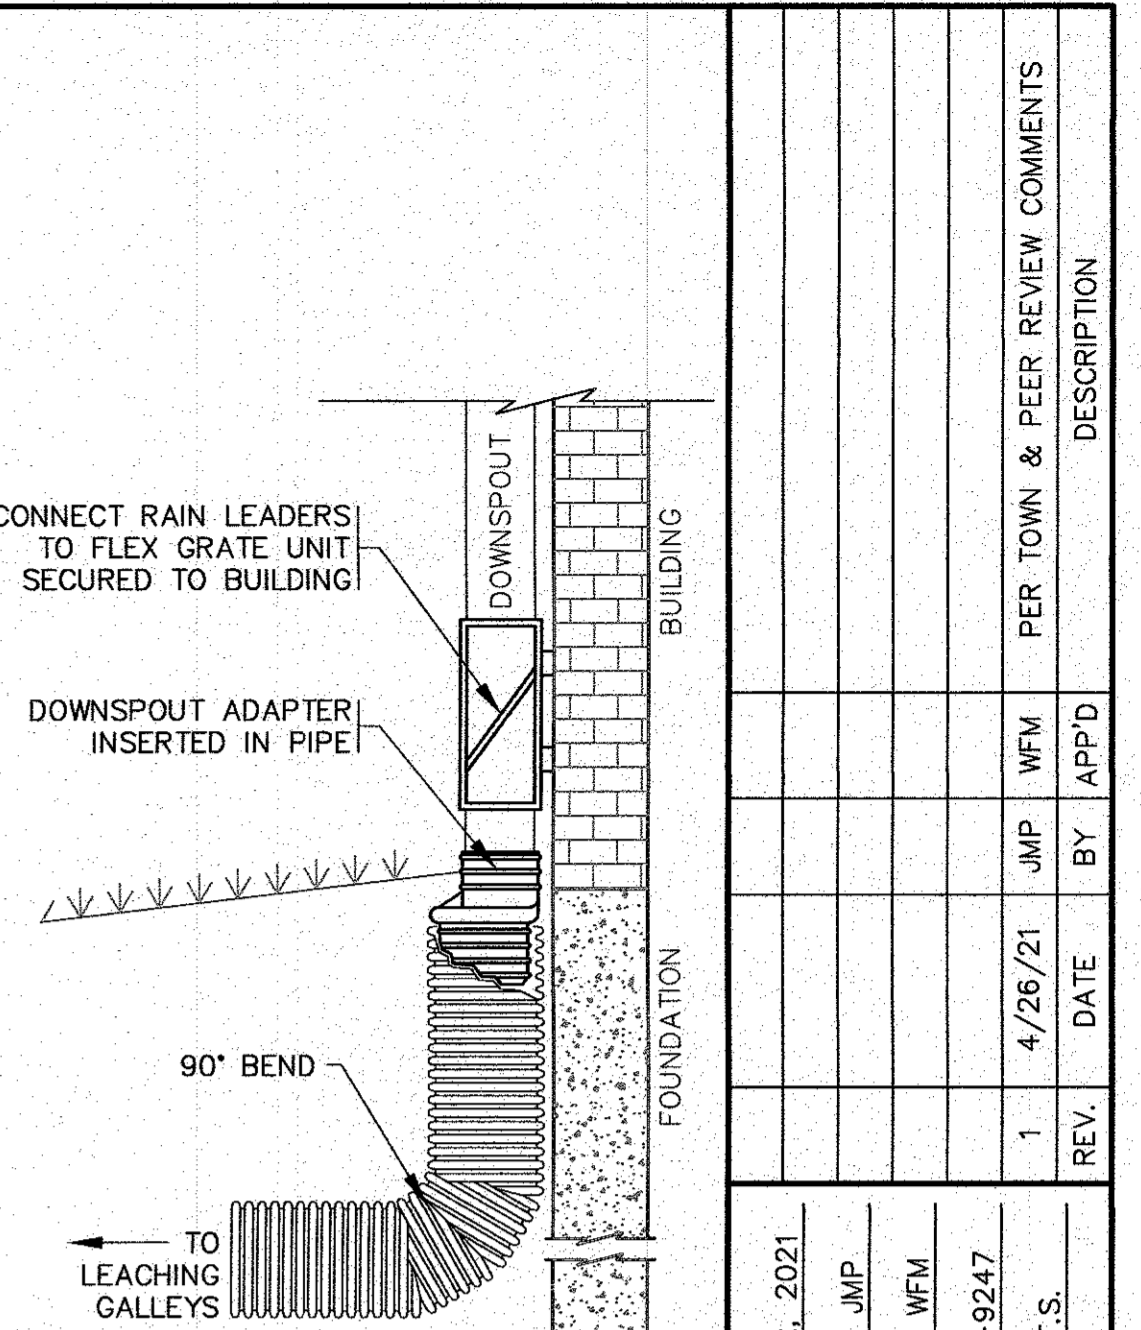 DOWNSPOUT
BUILDING
CONNECT RAIN LEADERS
TO FLEX GRATE UNIT
SECURED TO BUILDING
DOWNSPOUT ADAPTER
INSERTED IN PIPE
FOUNDATION
90° BEND
TO
LEACHING
GALLEYS
1 4/26/21 JMP WFM PER TOWN & PEER REVIEW COMMENTS
REV. DATE BY APP'D DESCRIPTION
, 2021
JMP
WFM
9247
.S.